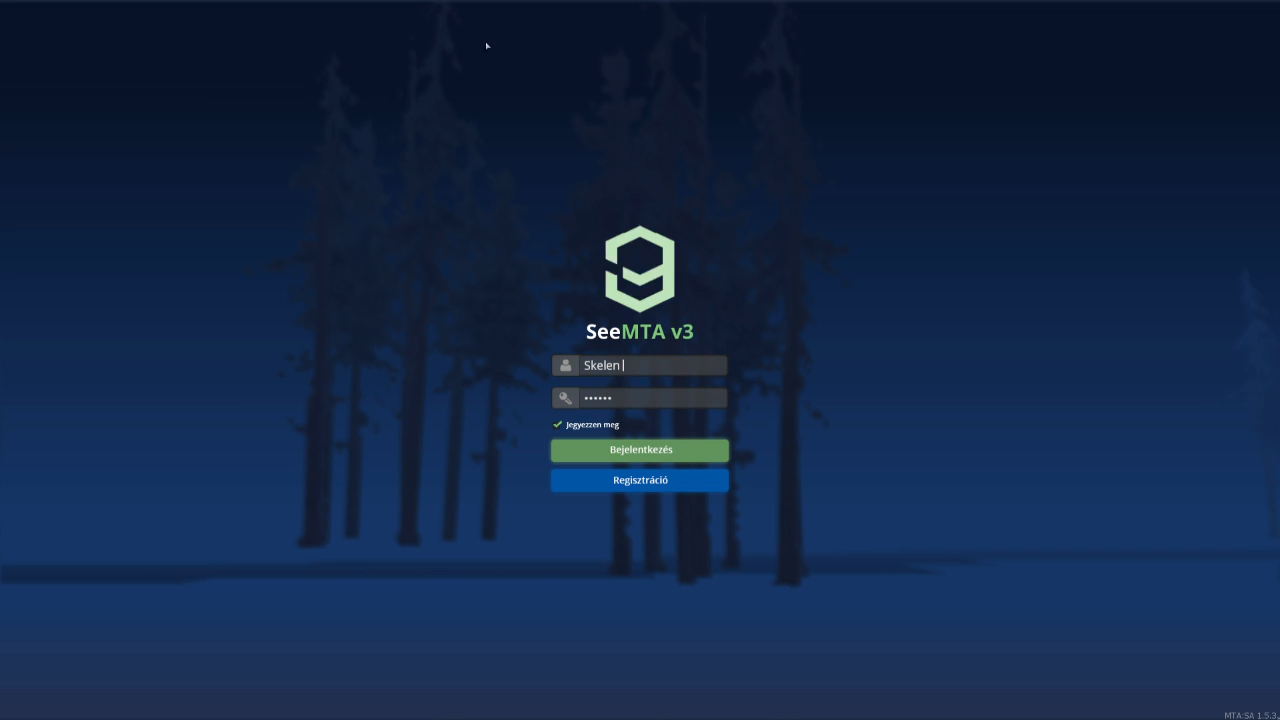 SeeMTA v3
Skelen
••••••
Jegyezzen meg
Bejelentkezés
Regisztráció
MTA:SA 1.5.3